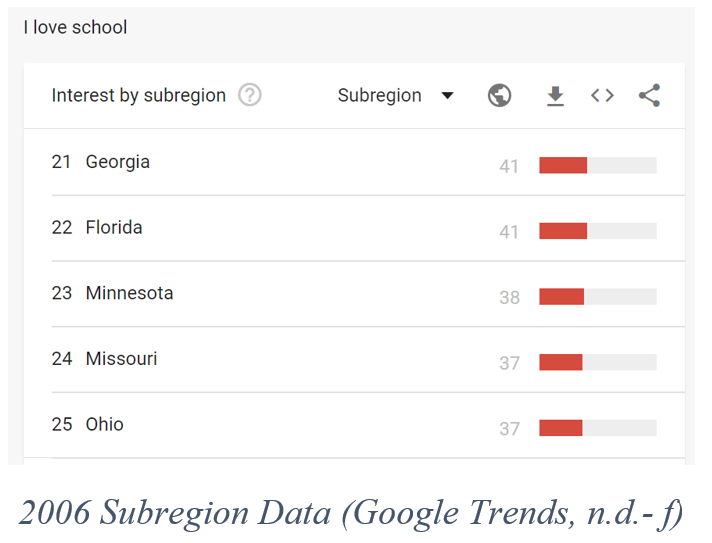 I love school
Interest by subregion ? Subregion
21 Georgia 41
22 Florida 41
23 Minnesota 38
24 Missouri 37
25 Ohio 37
2006 Subregion Data (Google Trends, n.d.- f)